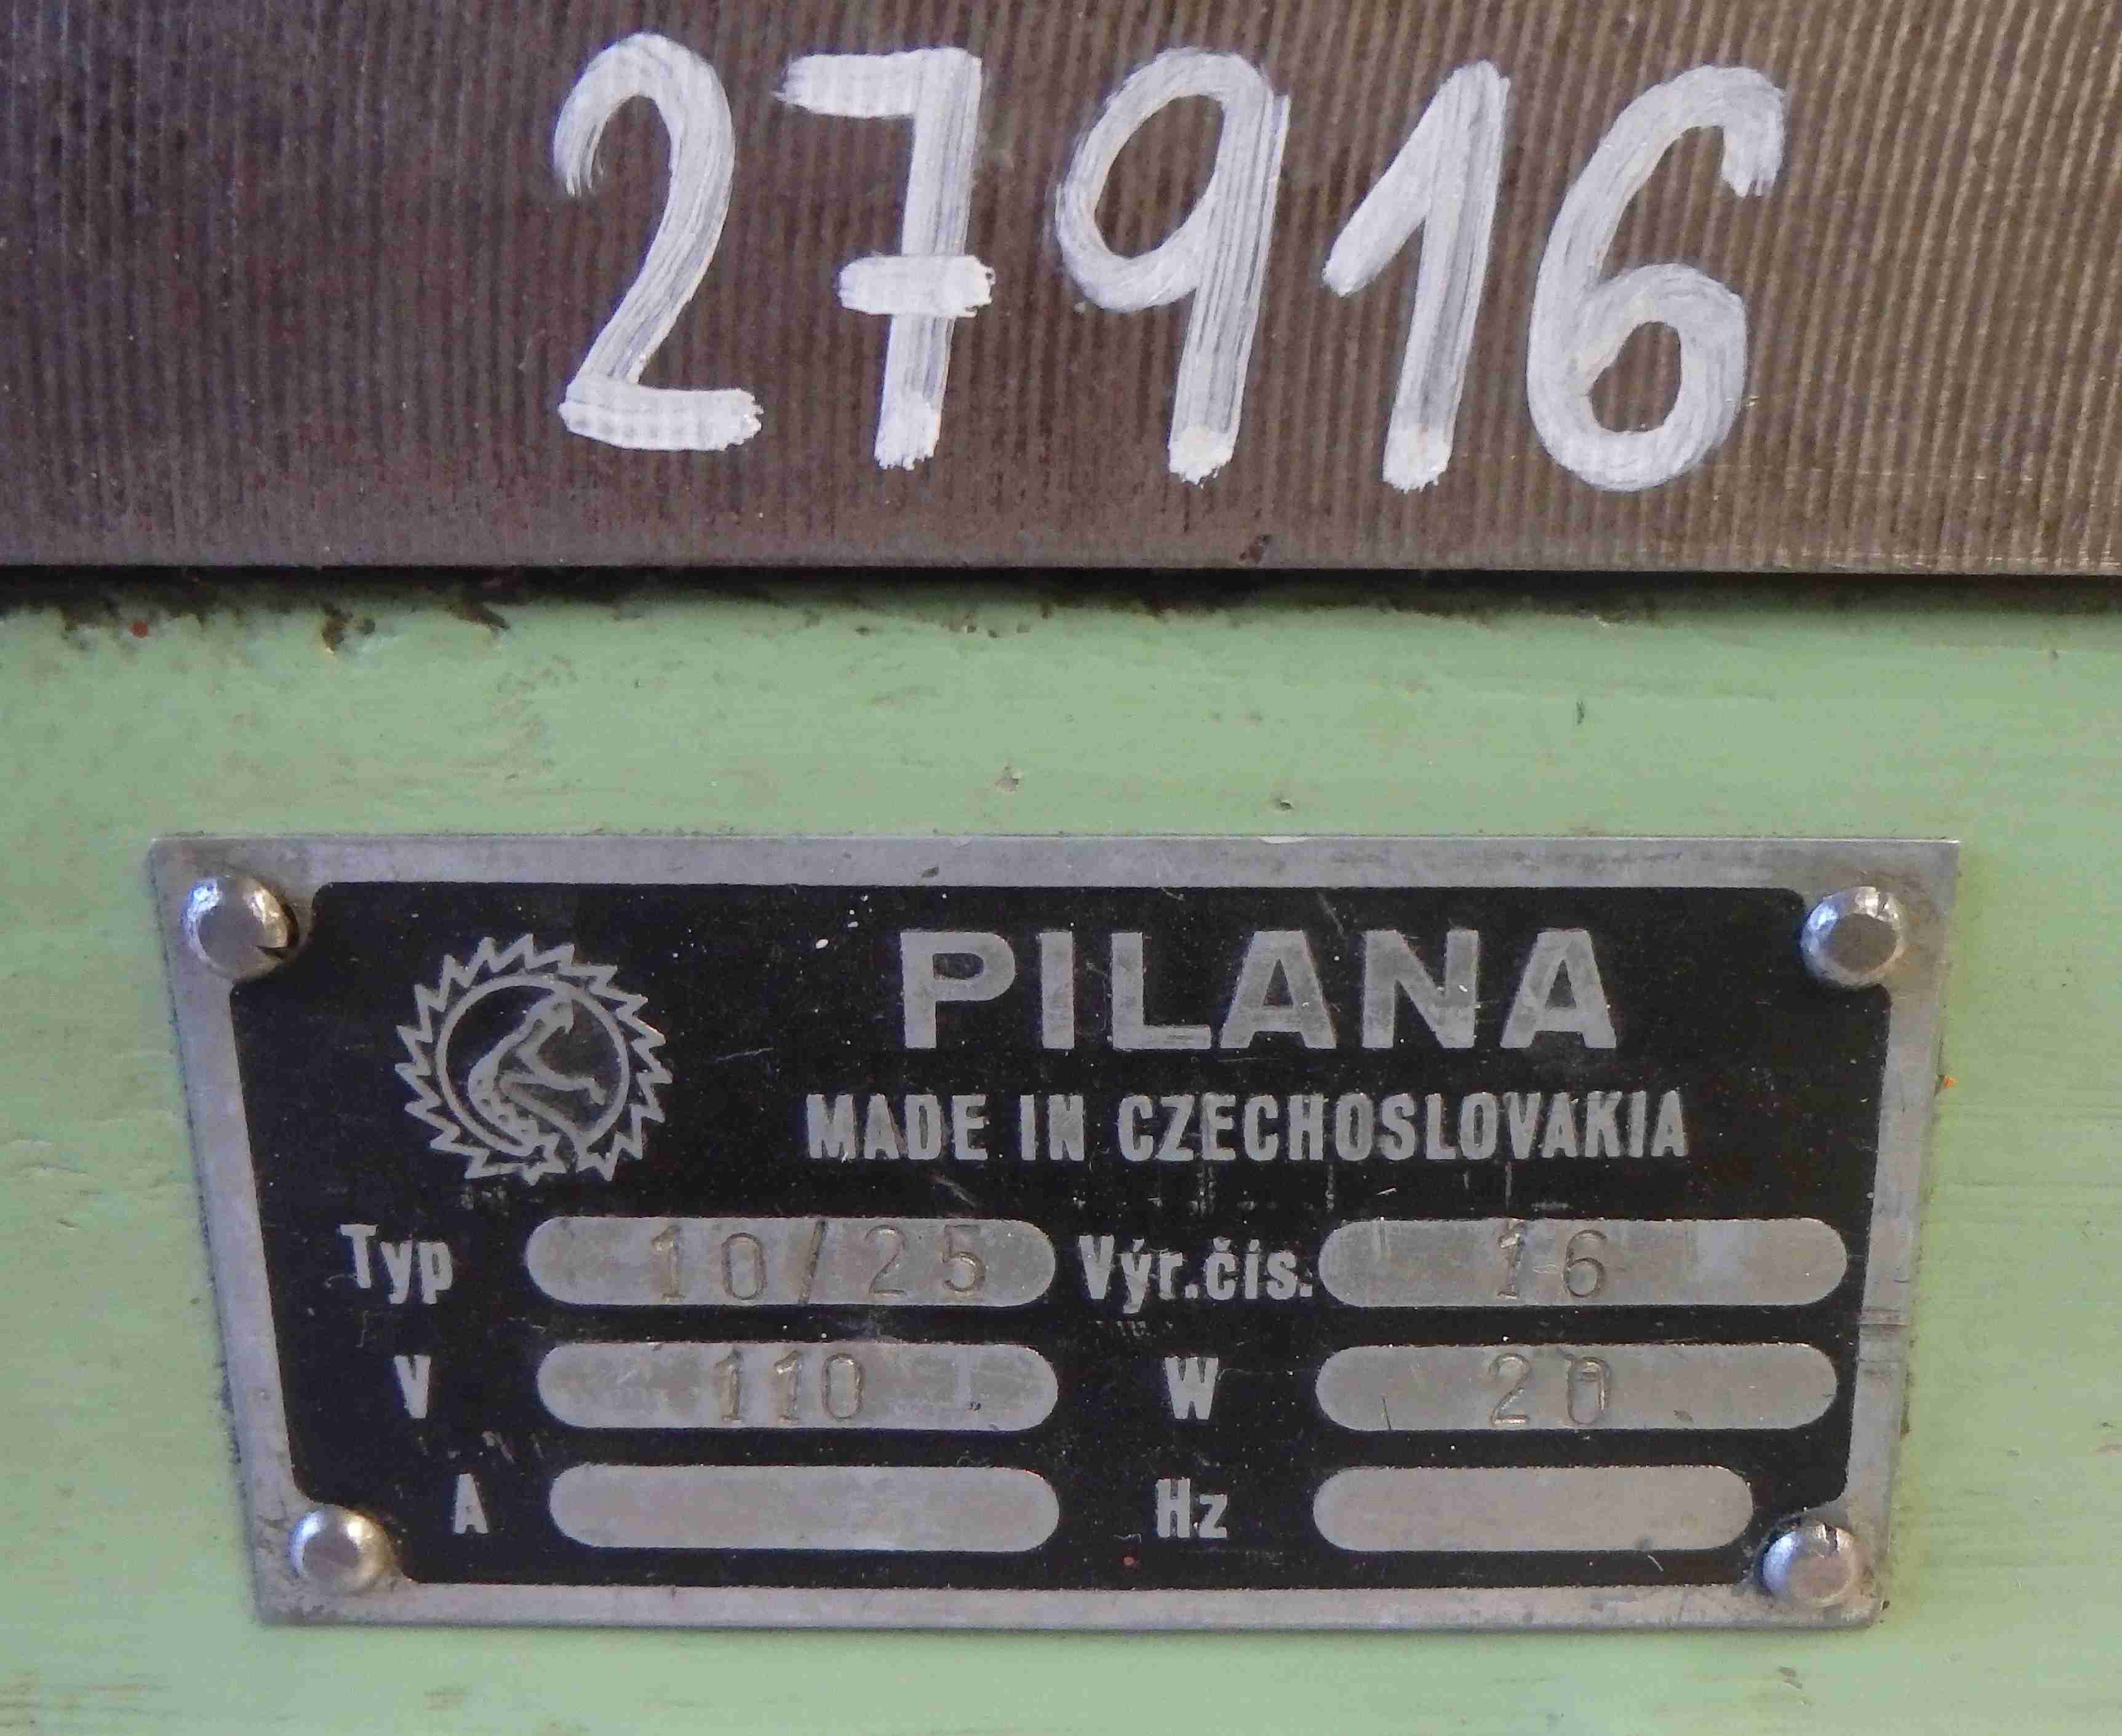 27916
PILANA
MADE IN CZECHOSLOVAKIA
Typ 10/25 Výr.čís. 16
V 110 W 20
A Hz